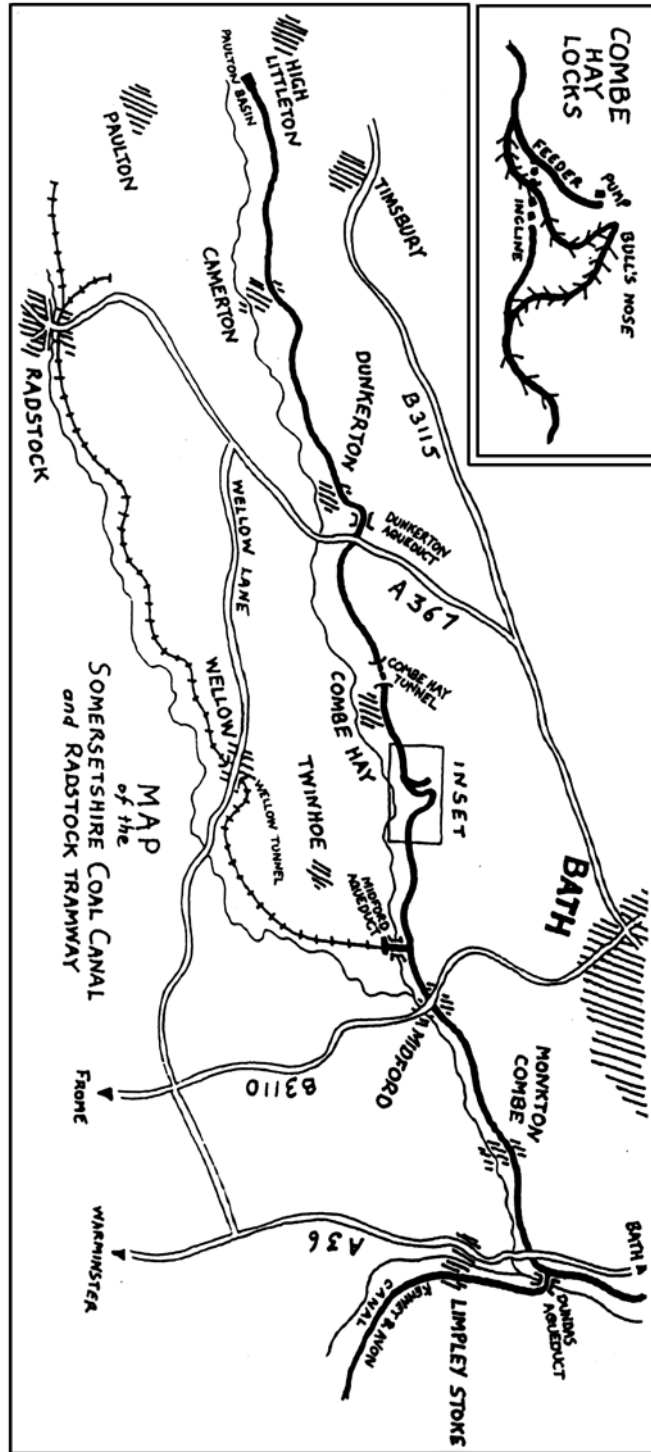 COMBE
HAY
LOCKS
FEEDER
PUMP
INCLINE
BULL'S NOSE
HIGH
LITTLETON
PAULTON BASIN
PAULTON
TIMSBURY
CAMERTON
RADSTOCK
B3115
DUNKERTON
DUNKERTON
AQUEDUCT
A367
WELLOW LANE
COMBE HAY
TUNNEL
COMBE HAY
INSET
BATH
WELLOW
WELLOW TUNNEL
TWINHOE
MIDFORD
AQUEDUCT
MIDFORD
MONKTON
COMBE
B3110
FROME
A36
WARMINSTER
BATH
DUNDAS
AQUEDUCT
LIMPLEY STOKE
KENNET & AVON
CANAL
MAP
of the
SOMERSETSHIRE COAL CANAL
and RADSTOCK TRAMWAY